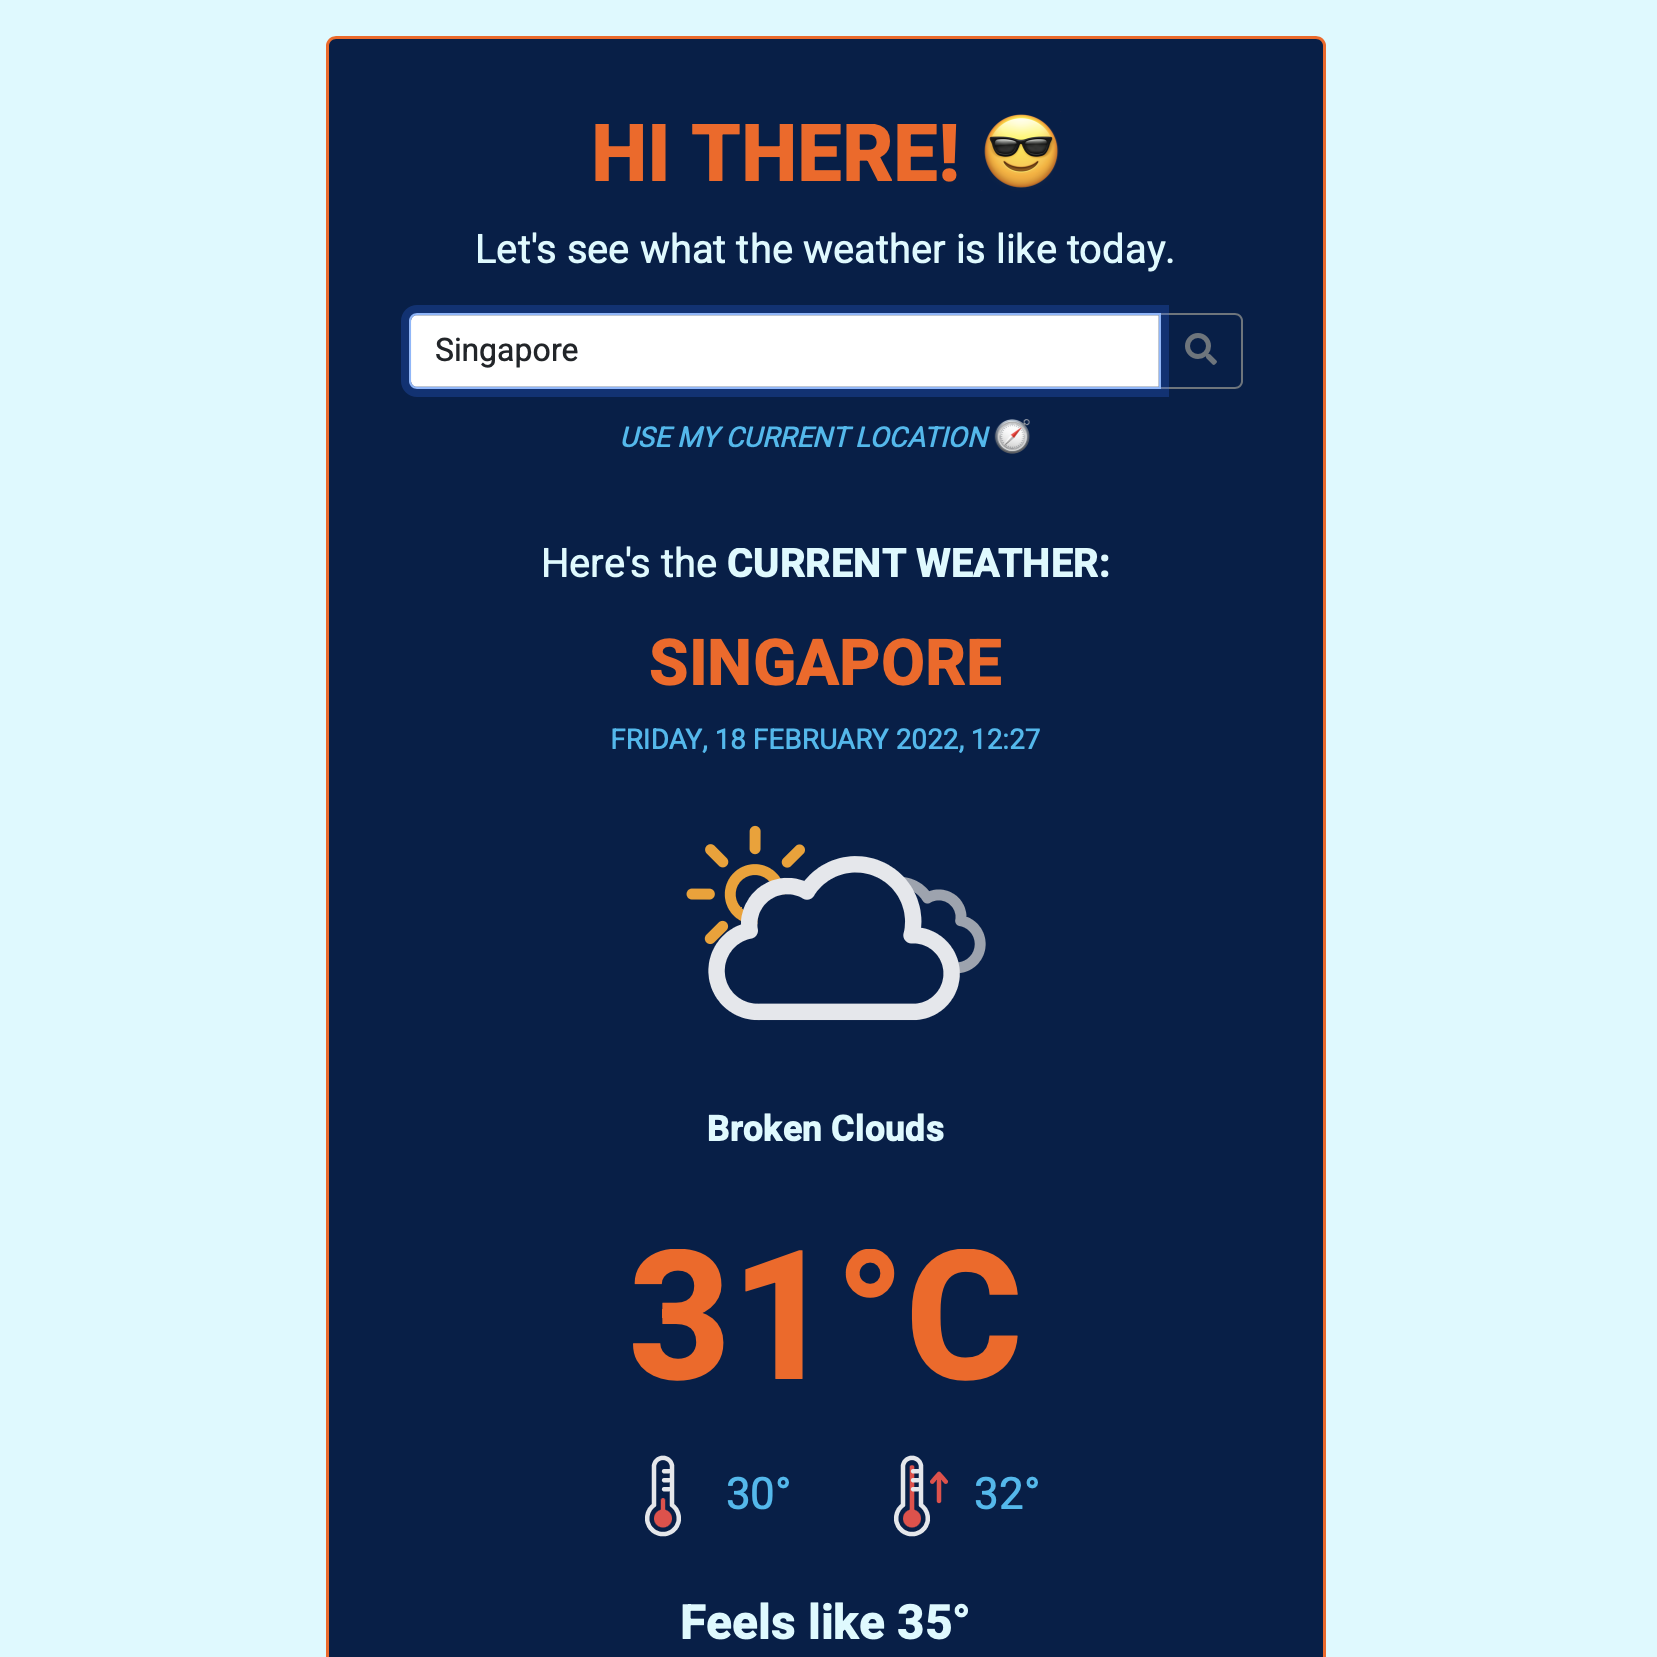 HI THERE! 😎
Let's see what the weather is like today.
Singapore
USE MY CURRENT LOCATION
Here's the CURRENT WEATHER:
SINGAPORE
FRIDAY, 18 FEBRUARY 2022, 12:27
Broken Clouds
31°C
30° 32°
Feels like 35°